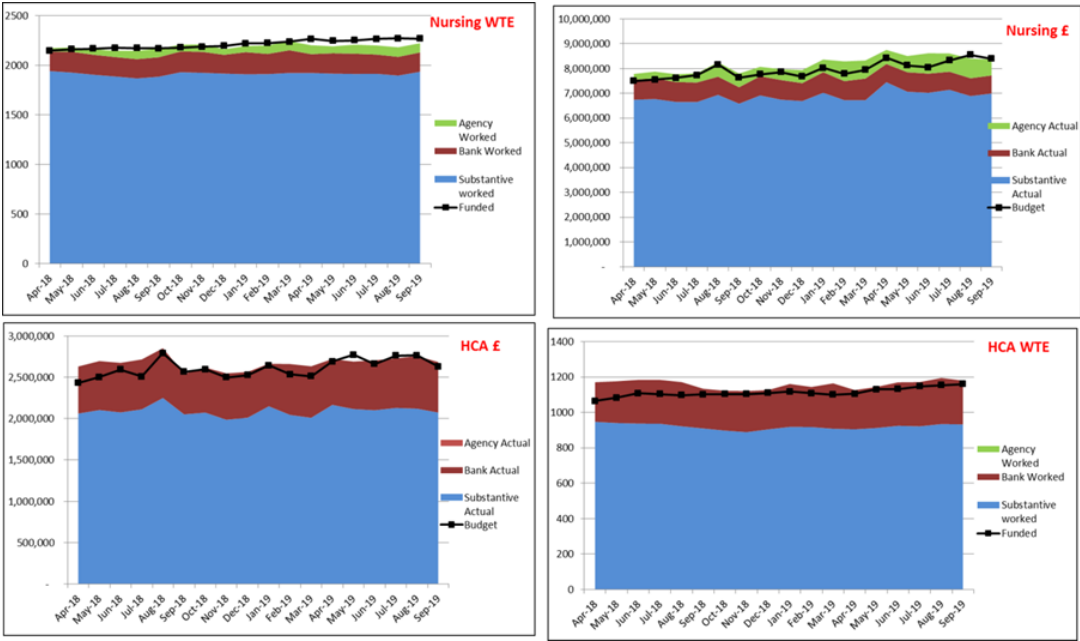 Nursing WTE
2500
2000
1500
1000
500
0
Agency
Worked
Bank Worked
Substantive
worked
Funded
Apr-18
May-18
Jun-18
Jul-18
Aug-18
Sep-18
Oct-18
Nov-18
Dec-18
Jan-19
Feb-19
Mar-19
Apr-19
May-19
Jun-19
Jul-19
Aug-19
Sep-19
Nursing £
10,000,000
9,000,000
8,000,000
7,000,000
6,000,000
5,000,000
4,000,000
3,000,000
2,000,000
1,000,000
-
Agency Actual
Bank Actual
Substantive
Actual
Budget
Apr-18
May-18
Jun-18
Jul-18
Aug-18
Sep-18
Oct-18
Nov-18
Dec-18
Jan-19
Feb-19
Mar-19
Apr-19
May-19
Jun-19
Jul-19
Aug-19
Sep-19
HCA £
3,000,000
2,500,000
2,000,000
1,500,000
1,000,000
500,000
-
Agency Actual
Bank Actual
Substantive
Actual
Budget
Apr-18
May-18
Jun-18
Jul-18
Aug-18
Sep-18
Oct-18
Nov-18
Dec-18
Jan-19
Feb-19
Mar-19
Apr-19
May-19
Jun-19
Jul-19
Aug-19
Sep-19
HCA WTE
1400
1200
1000
800
600
400
200
0
Agency
Worked
Bank Worked
Substantive
worked
Funded
Apr-18
May-18
Jun-18
Jul-18
Aug-18
Sep-18
Oct-18
Nov-18
Dec-18
Jan-19
Feb-19
Mar-19
Apr-19
May-19
Jun-19
Jul-19
Aug-19
Sep-19